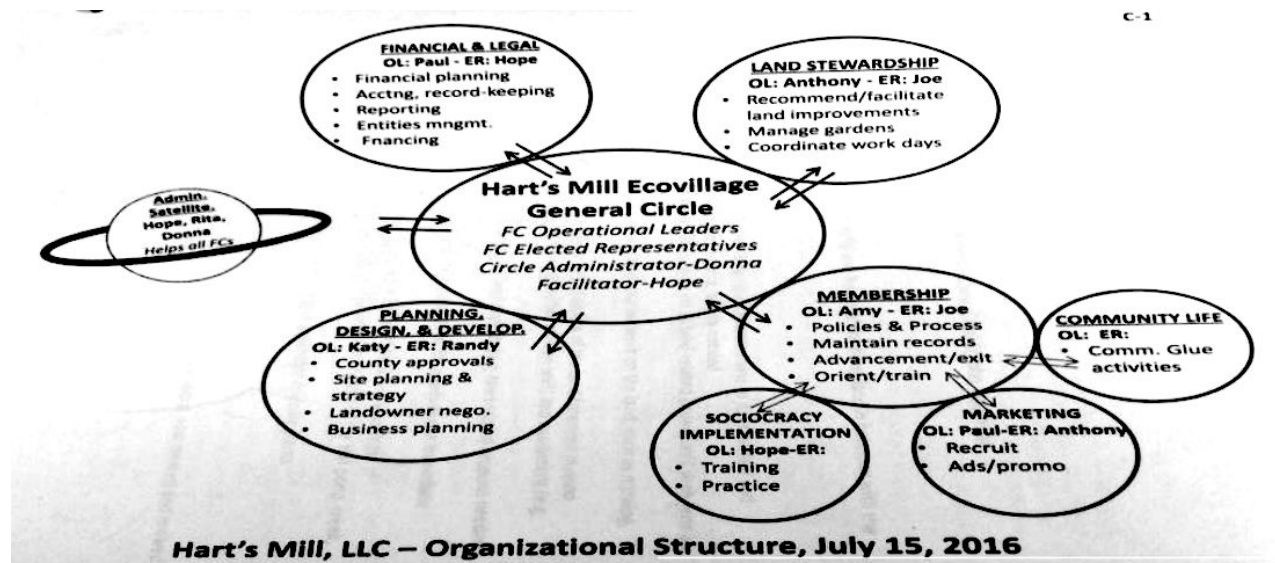 C-1
FINANCIAL & LEGAL
OL: Paul - ER: Hope
• Financial planning
• Acctng, record-keeping
• Reporting
• Entities mngmt.
• Fnancing
LAND STEWARDSHIP
OL: Anthony - ER: Joe
• Recommend/facilitate
land improvements
• Manage gardens
• Coordinate work days
Admin.
Satellite.
Hope, Rita,
Donna
Helps all FCs
Hart's Mill Ecovillage
General Circle
FC Operational Leaders
FC Elected Representatives
Circle Administrator-Donna
Facilitator-Hope
PLANNING,
DESIGN, & DEVELOP.
OL: Katy - ER: Randy
• County approvals
• Site planning &
strategy
• Landowner nego.
• Business planning
MEMBERSHIP
OL: Amy - ER: Joe
• Policies & Process
• Maintain records
• Advancement/exit
• Orient/train
COMMUNITY LIFE
OL: ER:
• Comm. Glue
activities
SOCIOCRACY
IMPLEMENTATION
OL: Hope-ER:
• Training
• Practice
MARKETING
OL: Paul-ER: Anthony
• Recruit
• Ads/promo
Hart's Mill, LLC – Organizational Structure, July 15, 2016